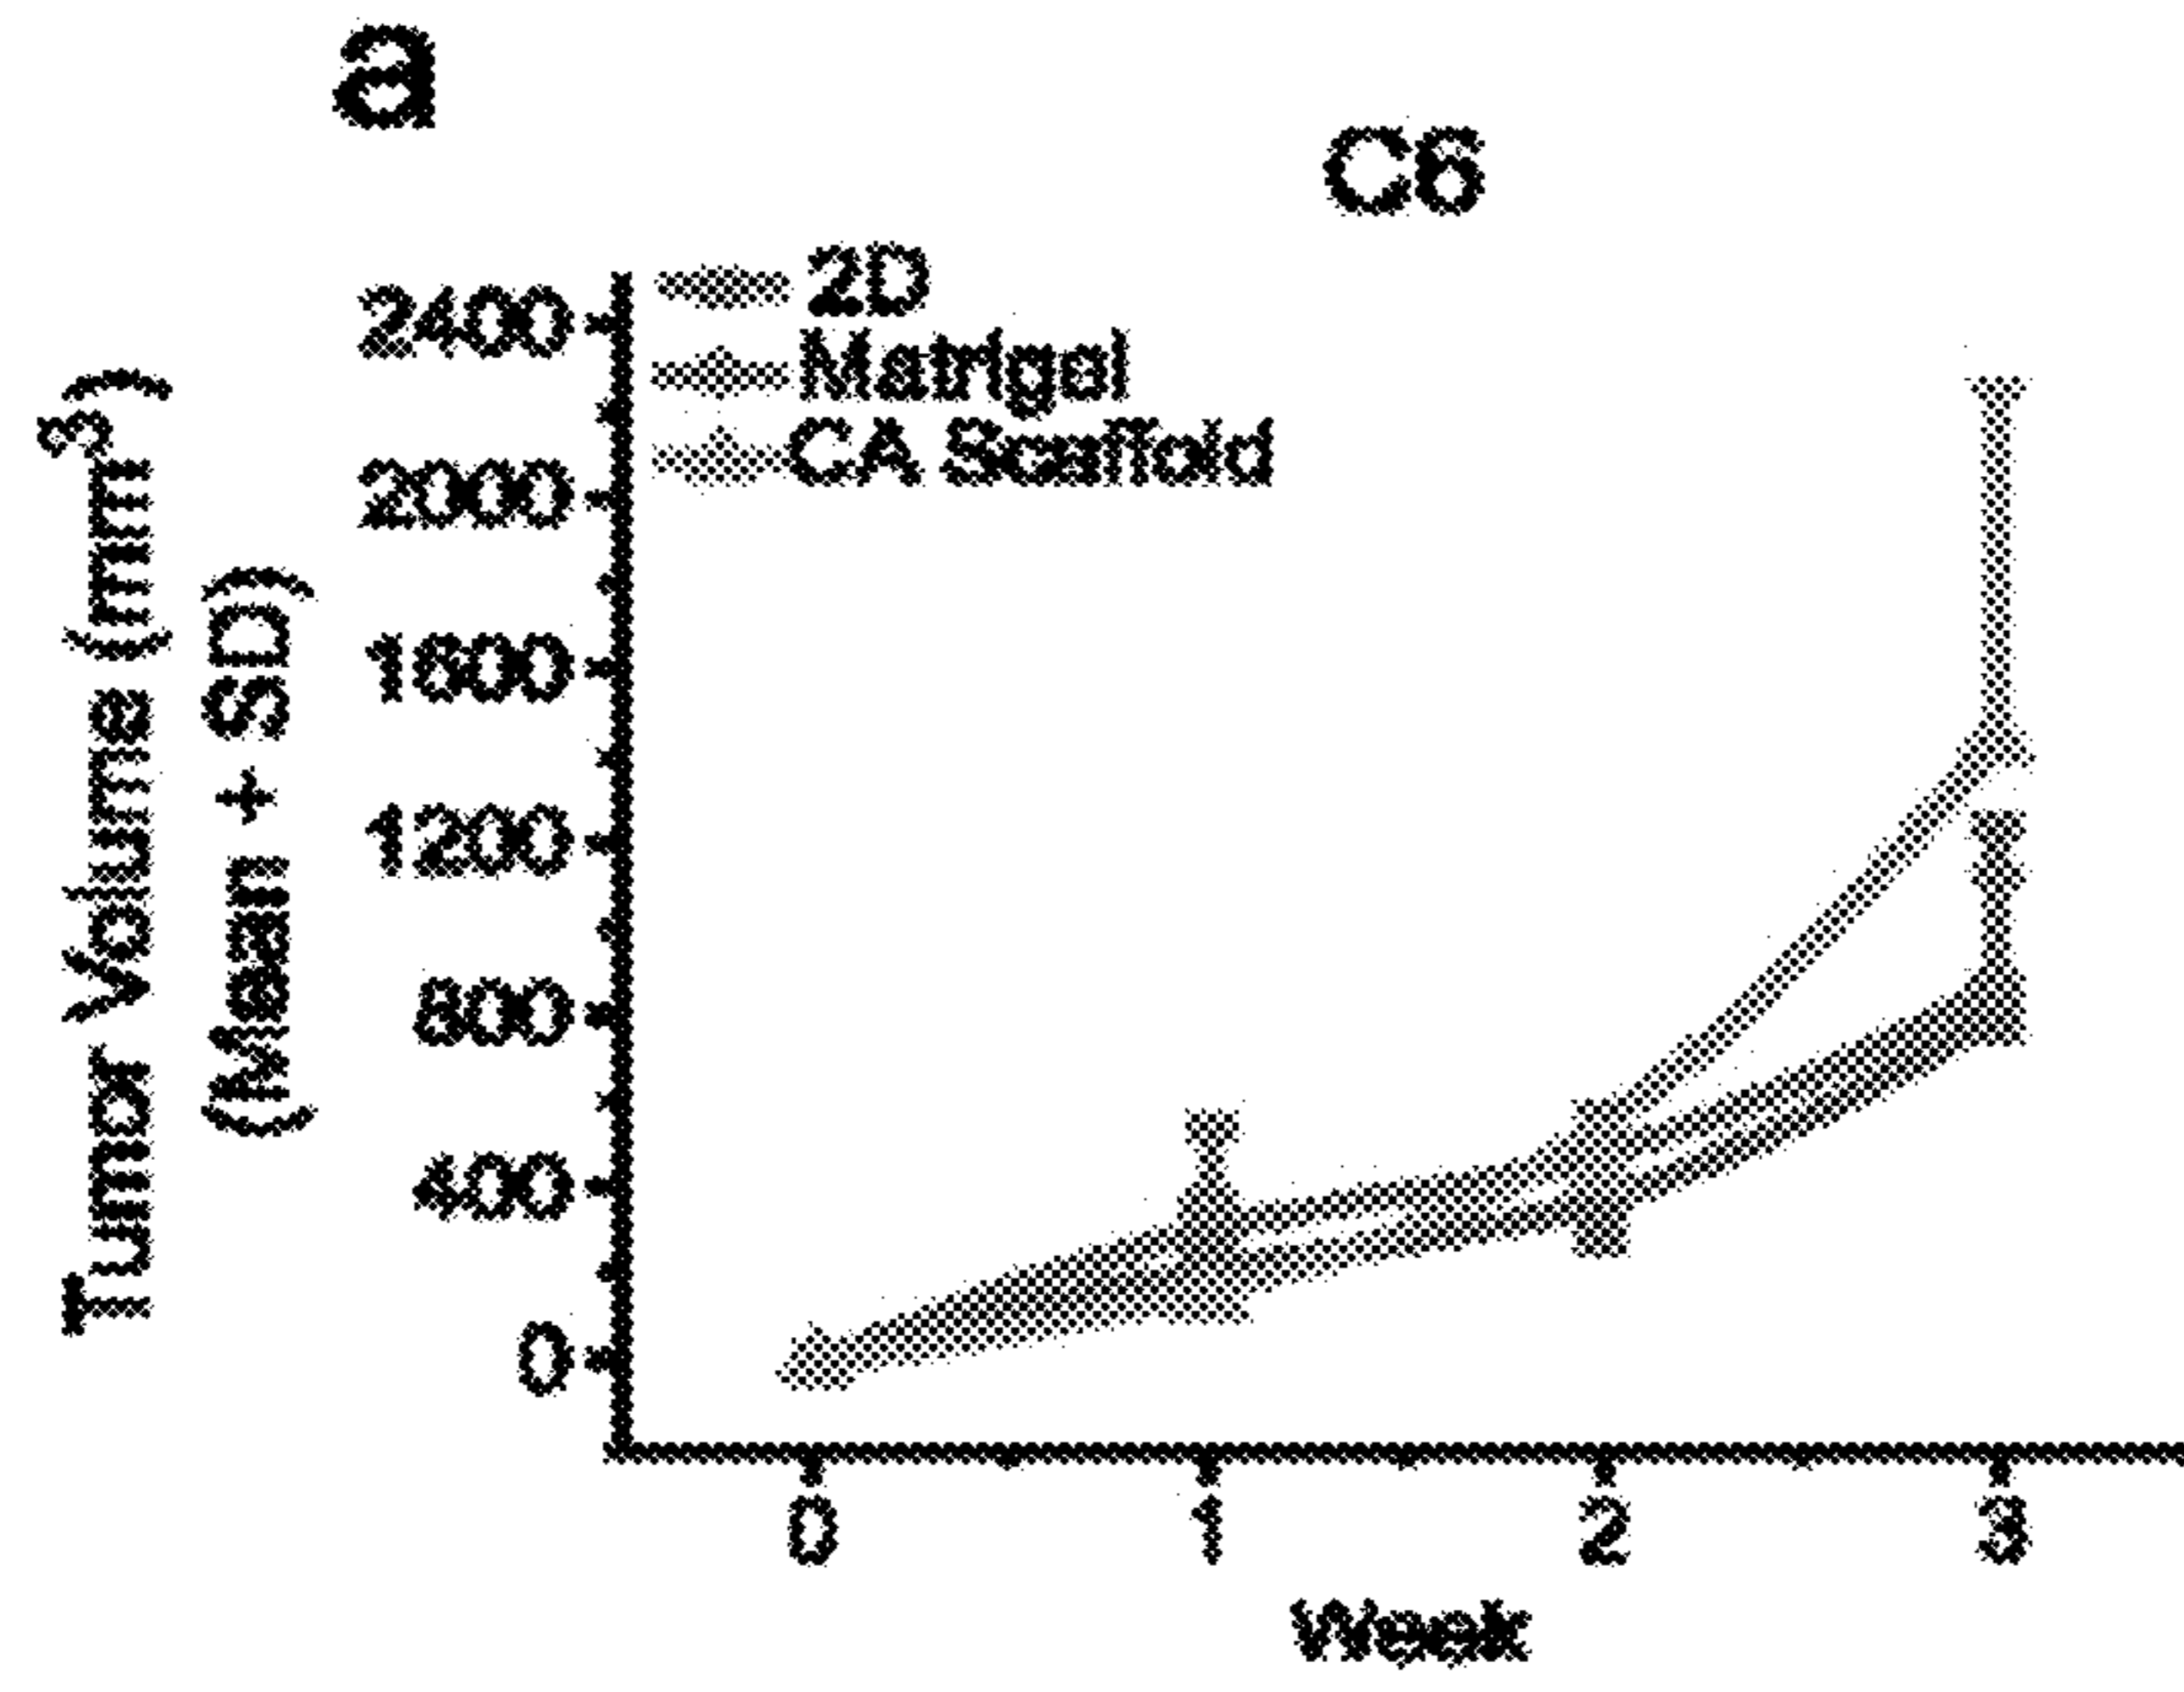 a
C6
2D
Matrigel
CA Scaffold
Tumor Volume (mm³)
(Mean + SD)
2400
2000
1600
1200
800
400
0
0 1 2 3
Week